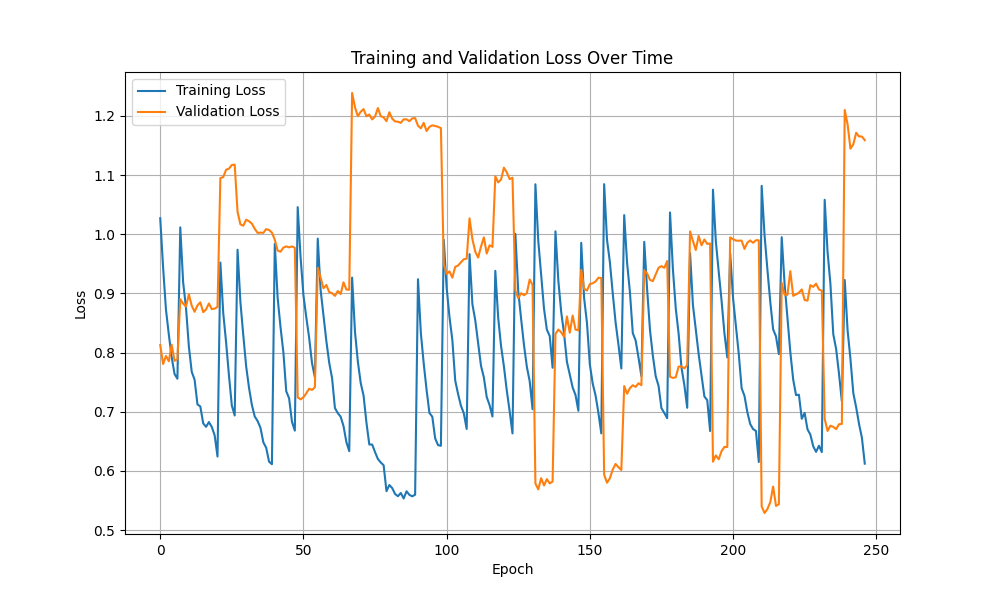 Training and Validation Loss Over Time
Training Loss
Validation Loss
1.2
1.1
1.0
0.9
0.8
0.7
0.6
0.5
Loss
0 50 100 150 200 250
Epoch